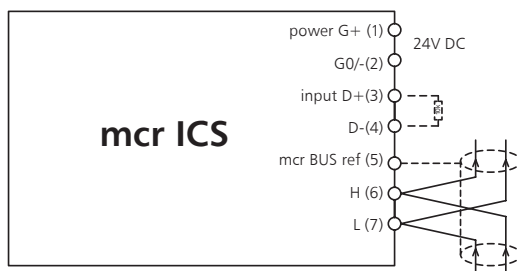 power G+ (1)
24V DC
G0/-(2)
input D+(3)
D-(4)
mcr ICS
mcr BUS ref (5)
H (6)
L (7)